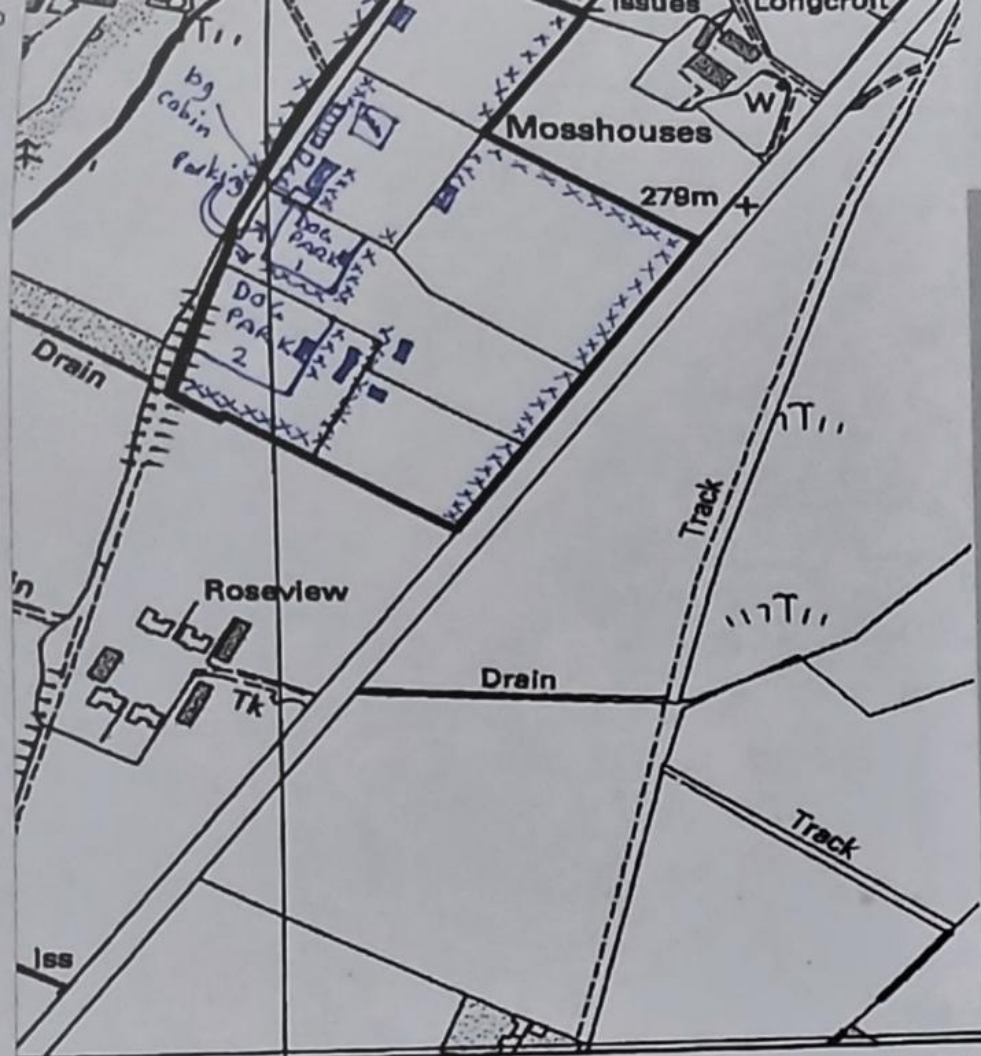 Issues
Longcroft
bg
cabin
Parking
W
Mosshouses
279m
DOG
PARK
1
DOG
PARK
2
Drain
Track
Roseview
Tk
Drain
Track
Iss